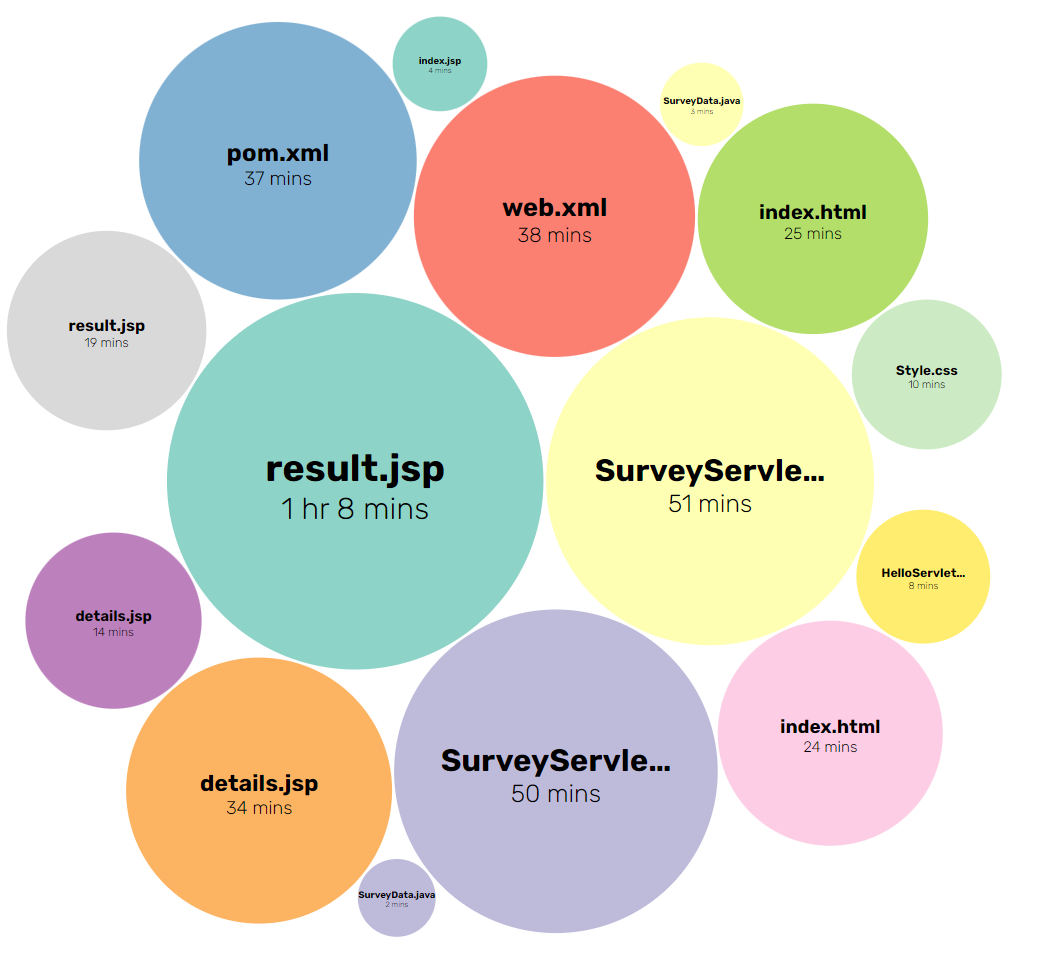 index.jsp
4 mins
SurveyData.java
3 mins
pom.xml
37 mins
web.xml
38 mins
index.html
25 mins
result.jsp
19 mins
Style.css
10 mins
result.jsp
1 hr 8 mins
SurveyServle...
51 mins
HelloServlet...
8 mins
details.jsp
14 mins
index.html
24 mins
SurveyServle...
50 mins
details.jsp
34 mins
SurveyData.java
2 mins